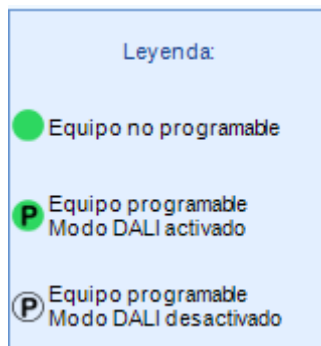 Leyenda:
Equipo no programable
P Equipo programable
Modo DALI activado
P Equipo programable
Modo DALI desactivado